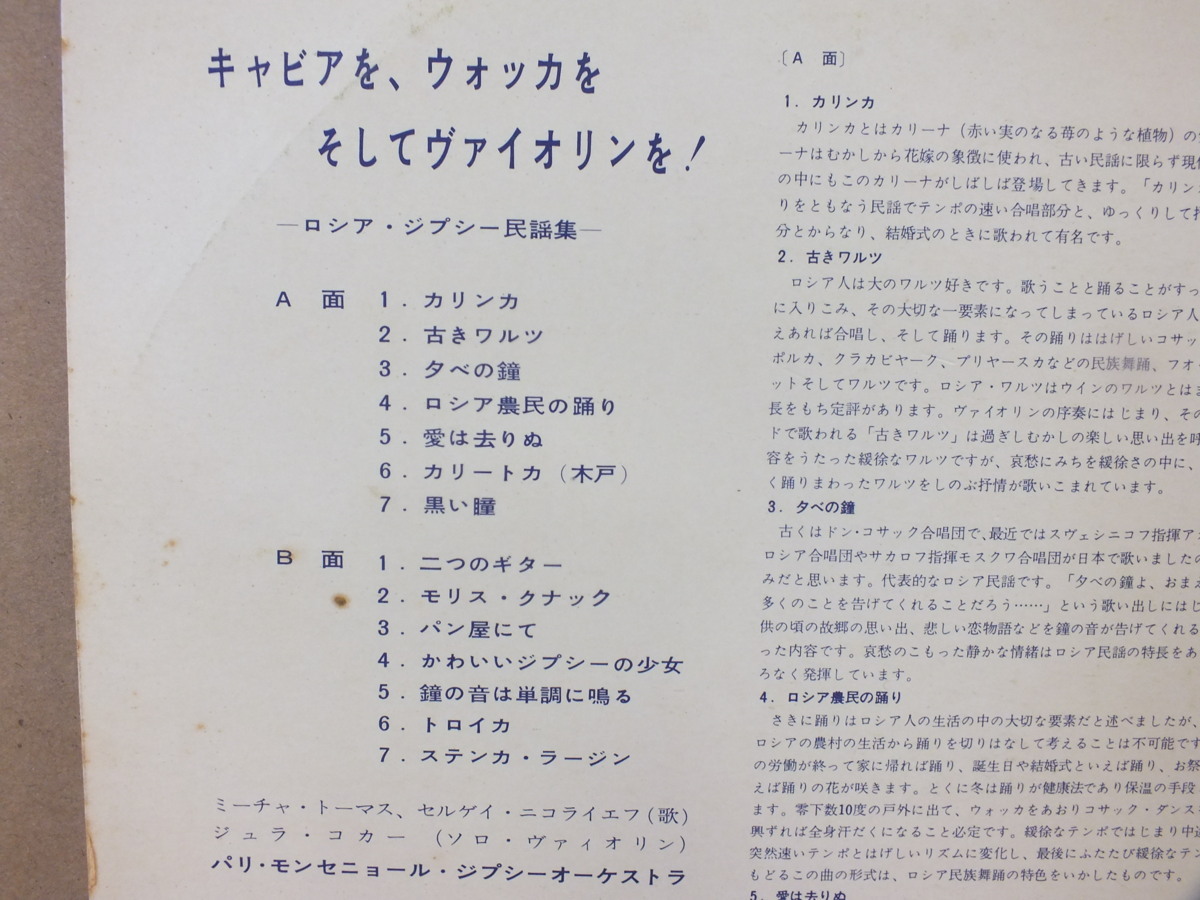 キャビアを、ウォッカを
そしてヴァイオリンを！
―ロシア・ジプシー民謡集―
A 面 1．カリンカ
2．古きワルツ
3．夕べの鐘
4．ロシア農民の踊り
5．愛は去りぬ
6．カリートカ（木戸）
7．黒い瞳
B 面 1．二つのギター
2．モリス・クナック
3．パン屋にて
4．かわいいジプシーの少女
5．鐘の音は単調に鳴る
6．トロイカ
7．ステンカ・ラージン
ミーチャ・トーマス、セルゲイ・ニコライエフ（歌）
ジュラ・コカー （ソロ・ヴァィオリン）
パリ・モンセニョール・ジプシーオーケストラ
〔A 面〕
1．カリンカ
カリンカとはカリーナ（赤い実のなる苺のような植物）の
ーナはむかしから花嫁の象徴に使われ、古い民謡に限らず現
の中にもこのカリーナがしばしば登場してきます。「カリン
りをともなう民謡でテンポの速い合唱部分と、ゆっくりして
分とからなり、結婚式のときに歌われて有名です。
2．古きワルツ
ロシア人は大のワルツ好きです。歌うことと踊ることがすっ
に入りこみ、その大切な一要素になってしまっているロシア人
えあれば合唱し、そして踊ります。その踊りははげしいコサッ
ポルカ、クラカビヤーク、プリヤースカなどの民族舞踊、フォ
ットそしてワルツです。ロシア・ワルツはウインのワルツとは
長をもち定評があります。ヴァイオリンの序奏にはじまり、その
ドで歌われる「古きワルツ」は過ぎしむかしの楽しい思い出を呼
容をうたった緩徐なワルツですが、哀愁にみちを緩徐さの中に、
く踊りまわったワルツをしのぶ抒情が歌いこまれています。
3．夕べの鐘
古くはドン・コサック合唱団で、最近ではスヴェシニコフ指揮ア
ロシア合唱団やサカロフ指揮モスクワ合唱団が日本で歌いましたの
みだと思います。代表的なロシア民謡です。「夕べの鐘よ、おまえ
多くのことを告げてくれることだろう……」という歌い出しにはじ
供の頃の故郷の思い出、悲しい恋物語などを鐘の音が告げてくれる
った内容です。哀愁のこもった静かな情緒はロシア民謡の特長をあ
ろなく発揮しています。
4．ロシア農民の踊り
さきに踊りはロシア人の生活の中の大切な要素だと述べましたが、
ロシアの農村の生活から踊りを切りはなして考えることは不可能です
の労働が終って家に帰れば踊り、誕生日や結婚式といえば踊り、お祭
えば踊りの花が咲きます。とくに冬は踊りが健康法であり保温の手段
ます。零下数10度の戸外に出て、ウォッカをあおりコサック・ダンス
興ずれば全身汗だくになること必定です。緩徐なテンポではじまり中途
突然速いテンポとはげしいリズムに変化し、最後にふたたび緩徐なテン
もどるこの曲の形式は、ロシア民族舞踊の特色をいかしたものです。
5．愛は去りぬ